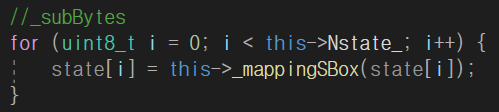 //_subBytes
for (uint8_t i = 0; i < this->Nstate_; i++) {
    state[i] = this->_mappingSBox(state[i]);
}